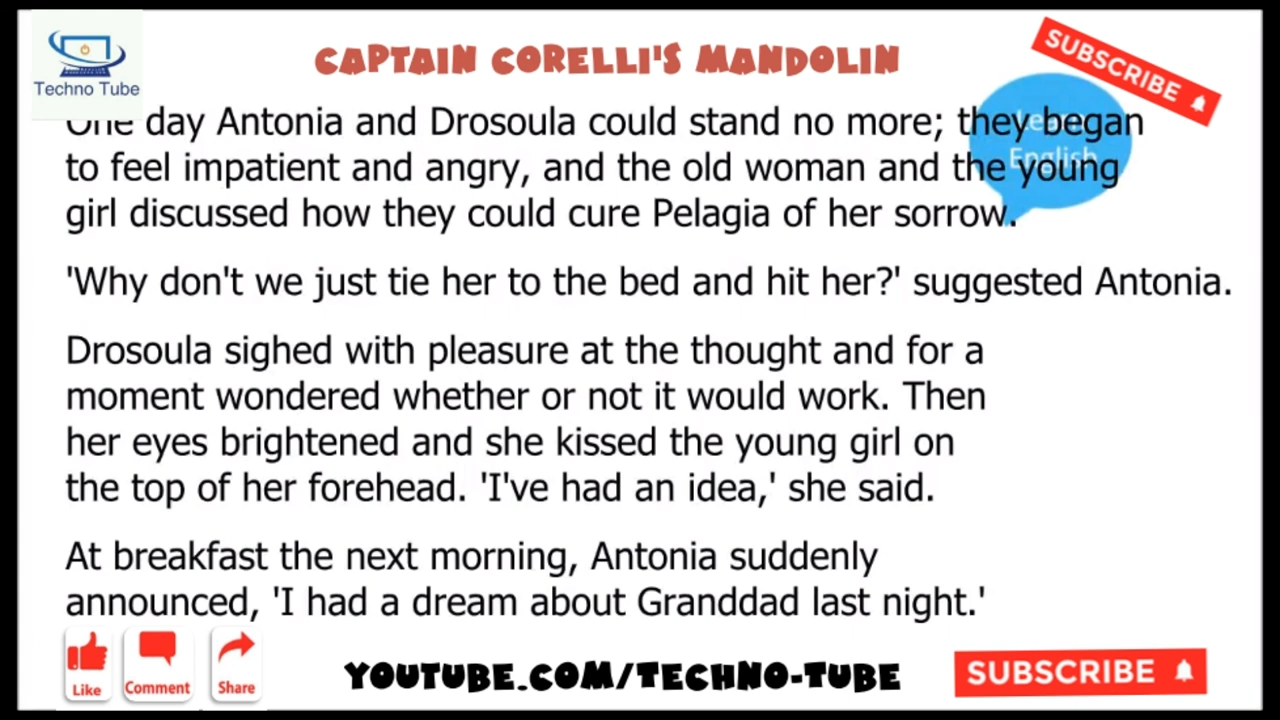 Techno Tube
CAPTAIN CORELLI'S MANDOLIN
SUBSCRIBE
Learn
English
One day Antonia and Drosoula could stand no more; they began
to feel impatient and angry, and the old woman and the young
girl discussed how they could cure Pelagia of her sorrow.
'Why don't we just tie her to the bed and hit her?' suggested Antonia.
Drosoula sighed with pleasure at the thought and for a
moment wondered whether or not it would work. Then
her eyes brightened and she kissed the young girl on
the top of her forehead. 'I've had an idea,' she said.
At breakfast the next morning, Antonia suddenly
announced, 'I had a dream about Granddad last night.'
Like
Comment
Share
YOUTUBE.COM/TECHNO-TUBE
SUBSCRIBE